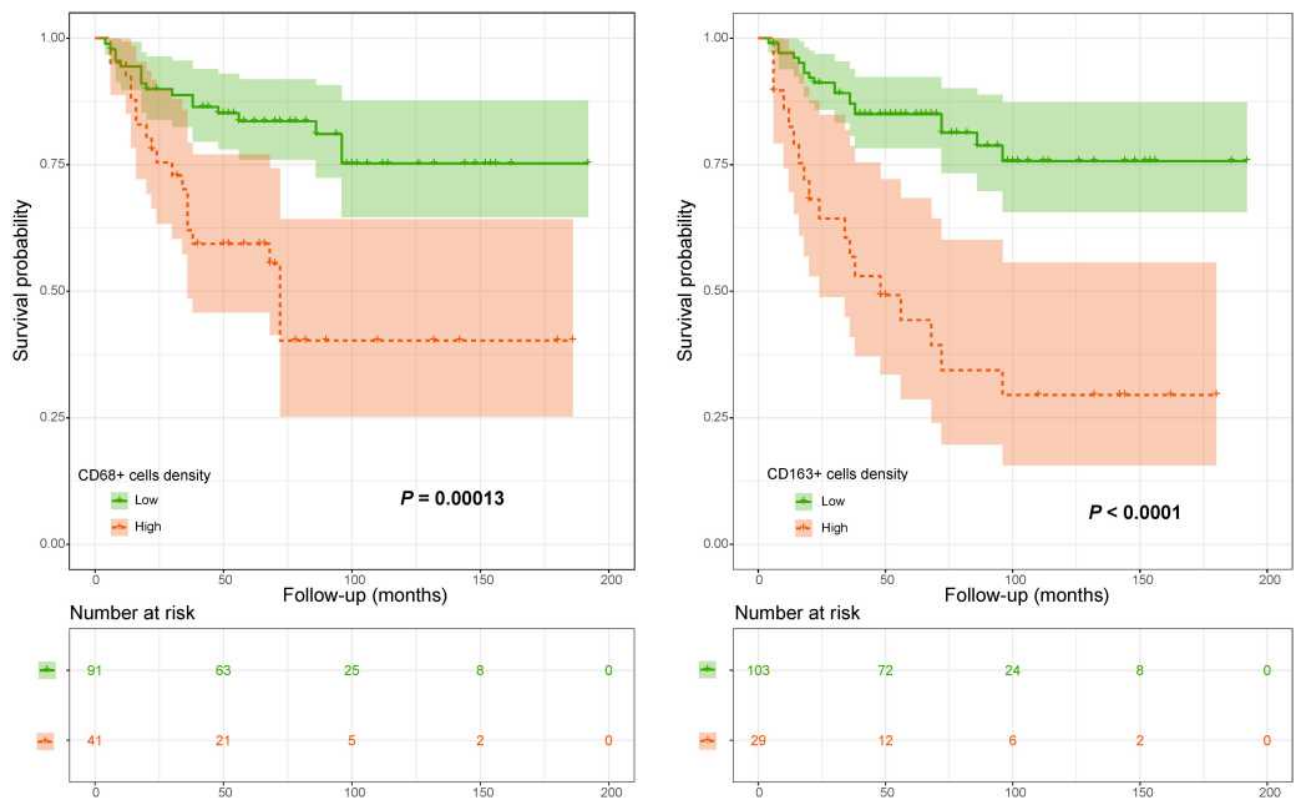 1.00
0.75
0.50
0.25
0.00
Survival probability
CD68+ cells density
Low
High
P = 0.00013
0 50 100 150 200
Follow-up (months)
Number at risk
91 63 25 8 0
41 21 5 2 0
0 50 100 150 200
1.00
0.75
0.50
0.25
0.00
Survival probability
CD163+ cells density
Low
High
P < 0.0001
0 50 100 150 200
Follow-up (months)
Number at risk
103 72 24 8 0
29 12 6 2 0
0 50 100 150 200